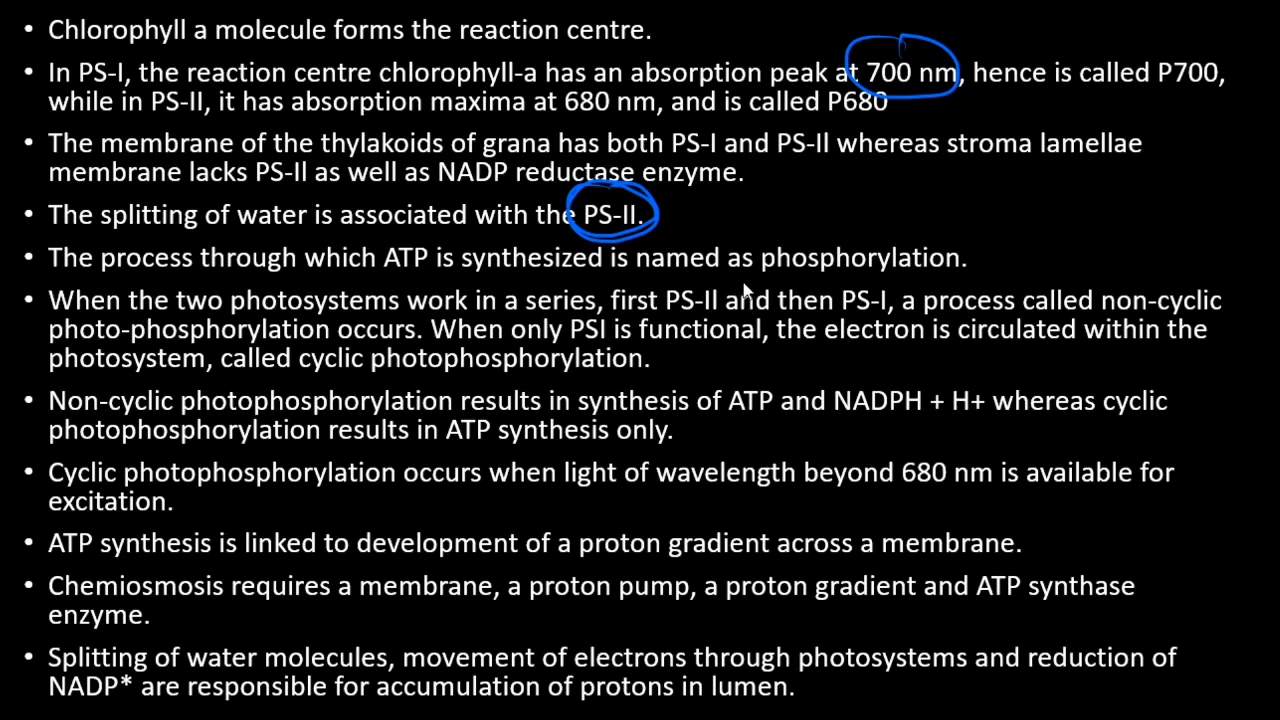 • Chlorophyll a molecule forms the reaction centre.
• In PS-I, the reaction centre chlorophyll-a has an absorption peak at 700 nm, hence is called P700,
while in PS-II, it has absorption maxima at 680 nm, and is called P680
• The membrane of the thylakoids of grana has both PS-I and PS-Il whereas stroma lamellae
membrane lacks PS-Il as well as NADP reductase enzyme.
• The splitting of water is associated with the PS-II.
• The process through which ATP is synthesized is named as phosphorylation.
• When the two photosystems work in a series, first PS-Il and then PS-I, a process called non-cyclic
photo-phosphorylation occurs. When only PSI is functional, the electron is circulated within the
photosystem, called cyclic photophosphorylation.
• Non-cyclic photophosphorylation results in synthesis of ATP and NADPH + H+ whereas cyclic
photophosphorylation results in ATP synthesis only.
• Cyclic photophosphorylation occurs when light of wavelength beyond 680 nm is available for
excitation.
• ATP synthesis is linked to development of a proton gradient across a membrane.
• Chemiosmosis requires a membrane, a proton pump, a proton gradient and ATP synthase
enzyme.
• Splitting of water molecules, movement of electrons through photosystems and reduction of
NADP* are responsible for accumulation of protons in lumen.